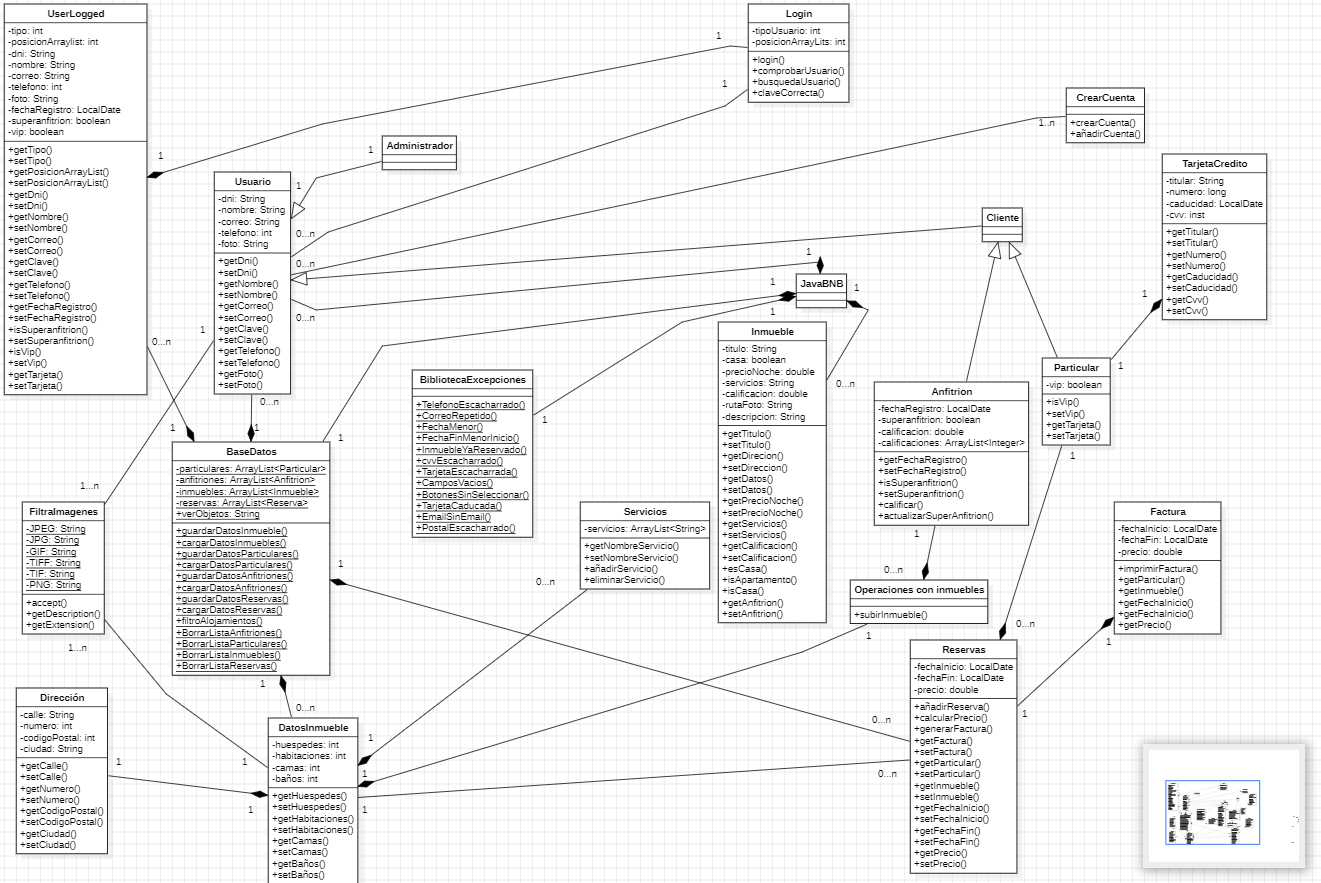 UserLogged
-tipo: int
-posicionArraylist: int
-dni: String
-nombre: String
-correo: String
-telefono: int
-foto: String
-fechaRegistro: LocalDate
-superanfitrion: boolean
-vip: boolean
+getTipo()
+setTipo()
+getPosicionArrayList()
+setPosicionArrayList()
+getDni()
+setDni()
+getNombre()
+setNombre()
+getCorreo()
+setCorreo()
+getClave()
+setClave()
+getTelefono()
+setTelefono()
+getFechaRegistro()
+setFechaRegistro()
+isSuperanfitrion()
+setSuperanfitrion()
+isVip()
+setVip()
+getTarjeta()
+setTarjeta()
1
1
0...n
1
Login
-tipoUsuario: int
-posicionArrayLits: int
+login()
+comprobarUsuario()
+busquedaUsuario()
+claveCorrecta()
1
0...n
CrearCuenta
+crearCuenta()
+añadirCuenta()
1..n
0...n
Administrador
1
1
Usuario
-dni: String
-nombre: String
-correo: String
-telefono: int
-foto: String
+getDni()
+setDni()
+getNombre()
+setNombre()
+getCorreo()
+setCorreo()
+getClave()
+setClave()
+getTelefono()
+setTelefono()
+getFoto()
+setFoto()
0...n
1
0...n
1
1
1...n
TarjetaCredito
-titular: String
-numero: long
-caducidad: LocalDate
-cvv: inst
+getTitular()
+setTitular()
+getNumero()
+setNumero()
+getCaducidad()
+setCaducidad()
+getCvv()
+setCvv()
1
1
Cliente
JavaBNB
1
1
1
0...n
1
1
Inmueble
-titulo: String
-casa: boolean
-precioNoche: double
-servicios: String
-calificacion: double
-rutaFoto: String
-descripcion: String
+getTitulo()
+setTitulo()
+getDirecion()
+setDireccion()
+getDatos()
+setDatos()
+getPrecioNoche()
+setPrecioNoche()
+getServicios()
+setServicios()
+getCalificacion()
+setCalificacion()
+esCasa()
+isApartamento()
+isCasa()
+getAnfitrion()
+setAnfitrion()
BibliotecaExcepciones
+TelefonoEscacharrado()
+CorreoRepetido()
+FechaMenor()
+FechaFinMenorInicio()
+InmuebleYaReservado()
+cvvEscacharrado()
+TarjetaEscacharrada()
+CamposVacios()
+BotonesSinSeleccionar()
+TarjetaCaducada()
+EmailSinEmail()
+PostalEscacharrado()
Anfitrion
-fechaRegistro: LocalDate
-superanfitrion: boolean
-calificacion: double
-calificaciones: ArrayList<Integer>
+getFechaRegistro()
+setFechaRegistro()
+isSuperanfitrion()
+setSuperanfitrion()
+calificar()
+actualizarSuperAnfitrion()
1
0...n
Particular
-vip: boolean
+isVip()
+setVip()
+getTarjeta()
+setTarjeta()
1
0...n
BaseDatos
-particulares: ArrayList<Particular>
-anfitriones: ArrayList<Anfitrion>
-inmuebles: ArrayList<Inmueble>
-reservas: ArrayList<Reserva>
+verObjetos: String
+guardarDatosInmueble()
+cargarDatosInmuebles()
+guardarDatosParticulares()
+cargarDatosParticulares()
+guardarDatosAnfitriones()
+cargarDatosAnfitriones()
+guardarDatosReservas()
+cargarDatosReservas()
+filtroAlojamientos()
+BorrarListaAnfitriones()
+BorrarListaParticulares()
+BorrarListaInmuebles()
+BorrarListaReservas()
1
1
0...n
FiltraImagenes
-JPEG: String
-JPG: String
-GIF: String
-TIFF: String
-TIF: String
-PNG: String
+accept()
+getDescription()
+getExtension()
1...n
1
Servicios
-servicios: ArrayList<String>
+getNombreServicio()
+setNombreServicio()
+añadirServicio()
+eliminarServicio()
0...n
1
Operaciones con inmuebles
+subirInmueble()
1
1
Factura
-fechaInicio: LocalDate
-fechaFin: LocalDate
-precio: double
+imprimirFactura()
+getParticular()
+getInmueble()
+getFechaInicio()
+getFechaInicio()
+getPrecio()
1
1
Reservas
-fechaInicio: LocalDate
-fechaFin: LocalDate
-precio: double
+añadirReserva()
+calcularPrecio()
+generarFactura()
+getFactura()
+setFactura()
+getParticular()
+setParticular()
+getInmueble()
+setInmueble()
+getFechaInicio()
+setFechaInicio()
+getFechaFin()
+setFechaFin()
+getPrecio()
+setPrecio()
0...n
0...n
Dirección
-calle: String
-numero: int
-codigoPostal: int
-ciudad: String
+getCalle()
+setCalle()
+getNumero()
+setNumero()
+getCodigoPostal()
+setCodigoPostal()
+getCiudad()
+setCiudad()
1
1
DatosInmueble
-huespedes: int
-habitaciones: int
-camas: int
-baños: int
+getHuespedes()
+setHuespedes()
+getHabitaciones()
+setHabitaciones()
+getCamas()
+setCamas()
+getBaños()
+setBaños()
1